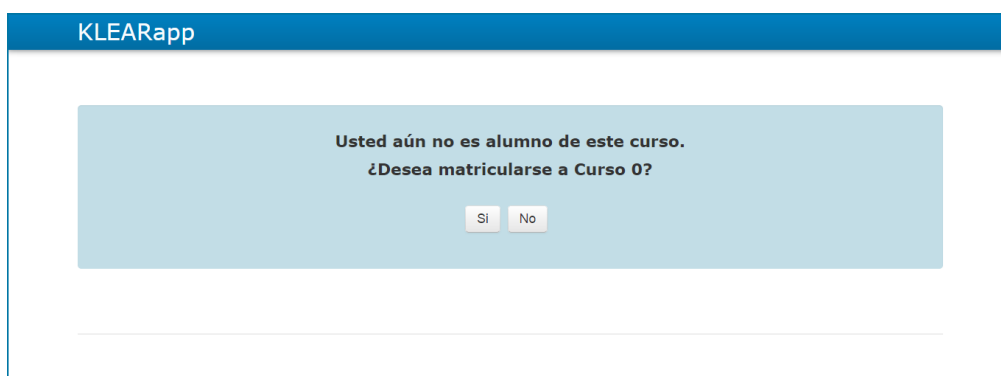 KLEARapp
Usted aún no es alumno de este curso.
¿Desea matricularse a Curso 0?
Si No